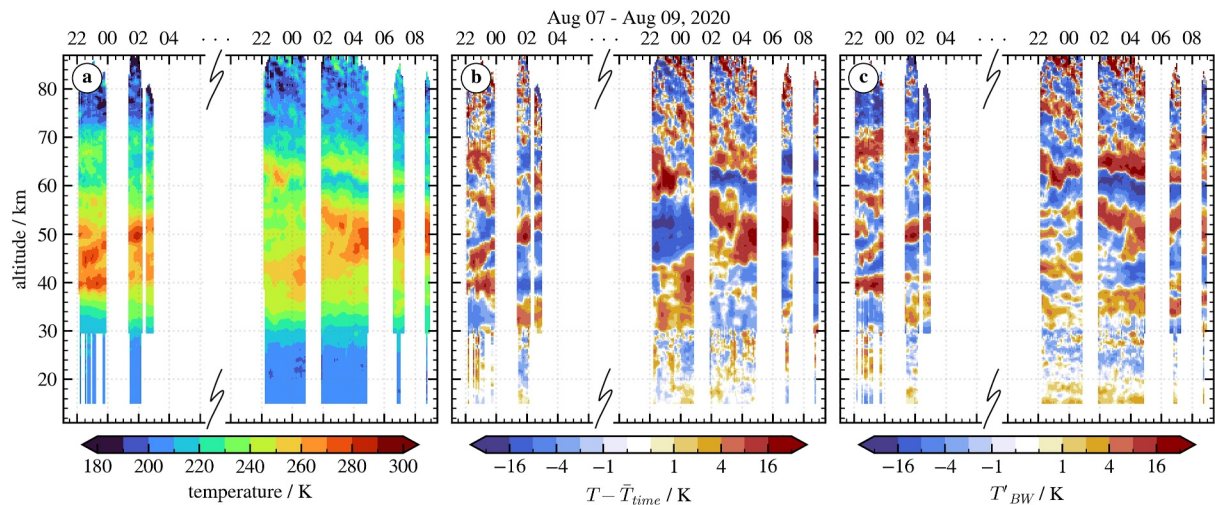 Aug 07 - Aug 09, 2020
22 00 02 04 · · · 22 00 02 04 06 08
22 00 02 04 · · · 22 00 02 04 06 08
22 00 02 04 · · · 22 00 02 04 06 08
a
b
c
80
70
60
50
40
30
20
altitude / km
180 200 220 240 260 280 300
temperature / K
−16 −4 −1 1 4 16
T − T̄time / K
−16 −4 −1 1 4 16
T′BW / K